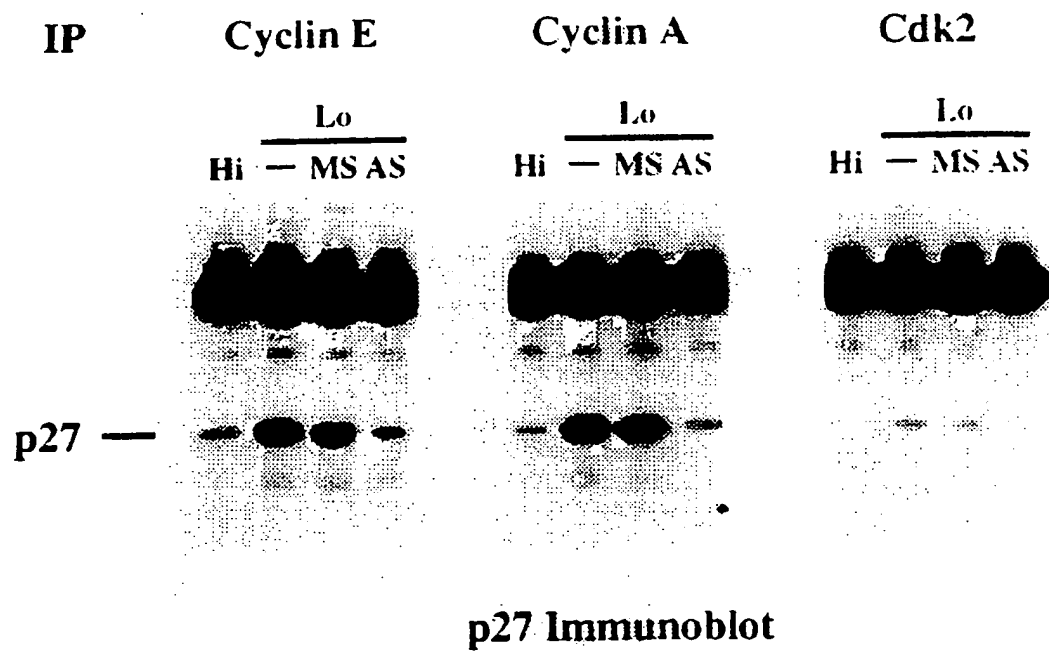 IP Cyclin E Cyclin A Cdk2
Lo Lo Lo
Hi — MS AS Hi — MS AS Hi — MS AS
p27 —
p27 Immunoblot